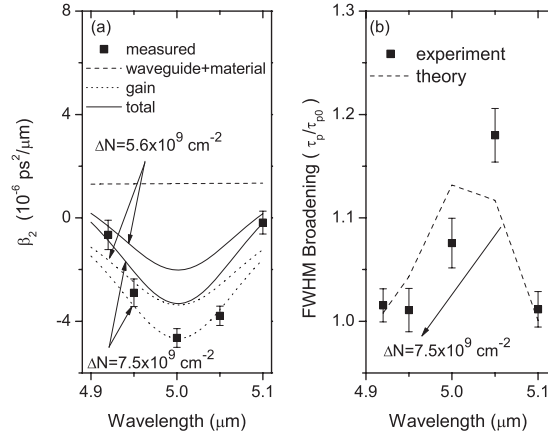 (a)
measured
waveguide+material
gain
total
ΔN=5.6x10⁹ cm⁻²
ΔN=7.5x10⁹ cm⁻²
8
4
0
-4
β₂ (10⁻⁶ ps²/μm)
4.9 5.0 5.1
Wavelength (μm)
(b)
experiment
theory
ΔN=7.5x10⁹ cm⁻²
1.3
1.2
1.1
1.0
FWHM Broadening ( τₚ/τₚ₀)
4.9 5.0 5.1
Wavelength (μm)